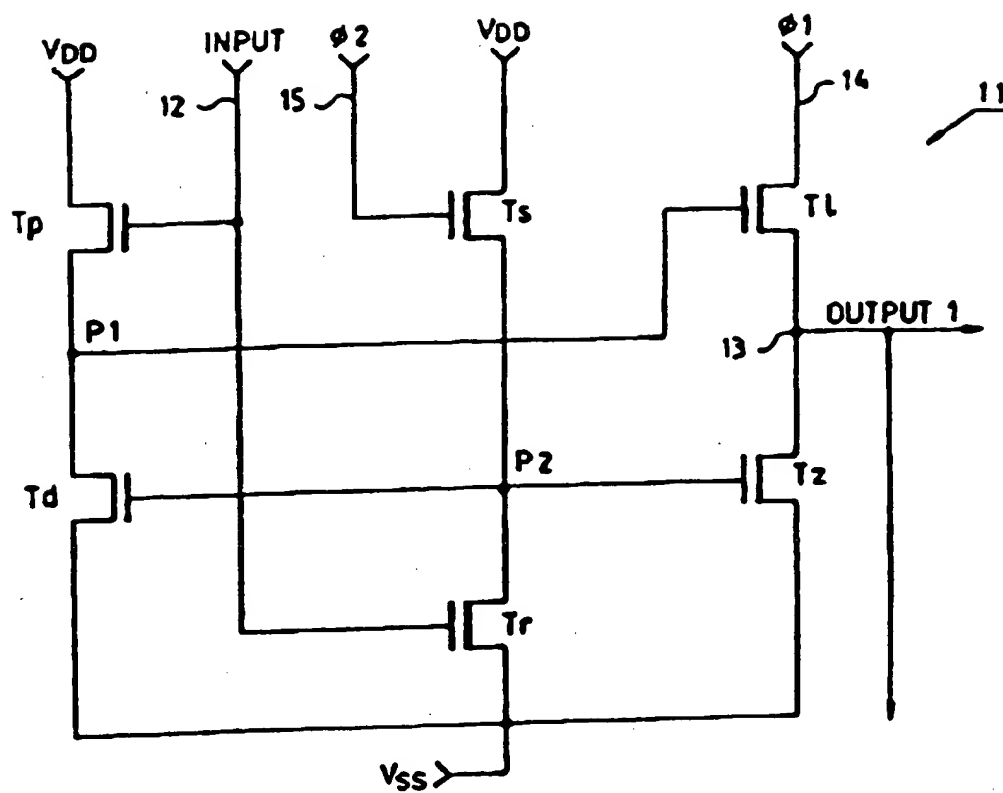 VDD
INPUT
ø2
VDD
ø1
12
15
14
11
Tp
Ts
Tl
P1
OUTPUT 1
13
P2
Td
Tz
Tr
VSS